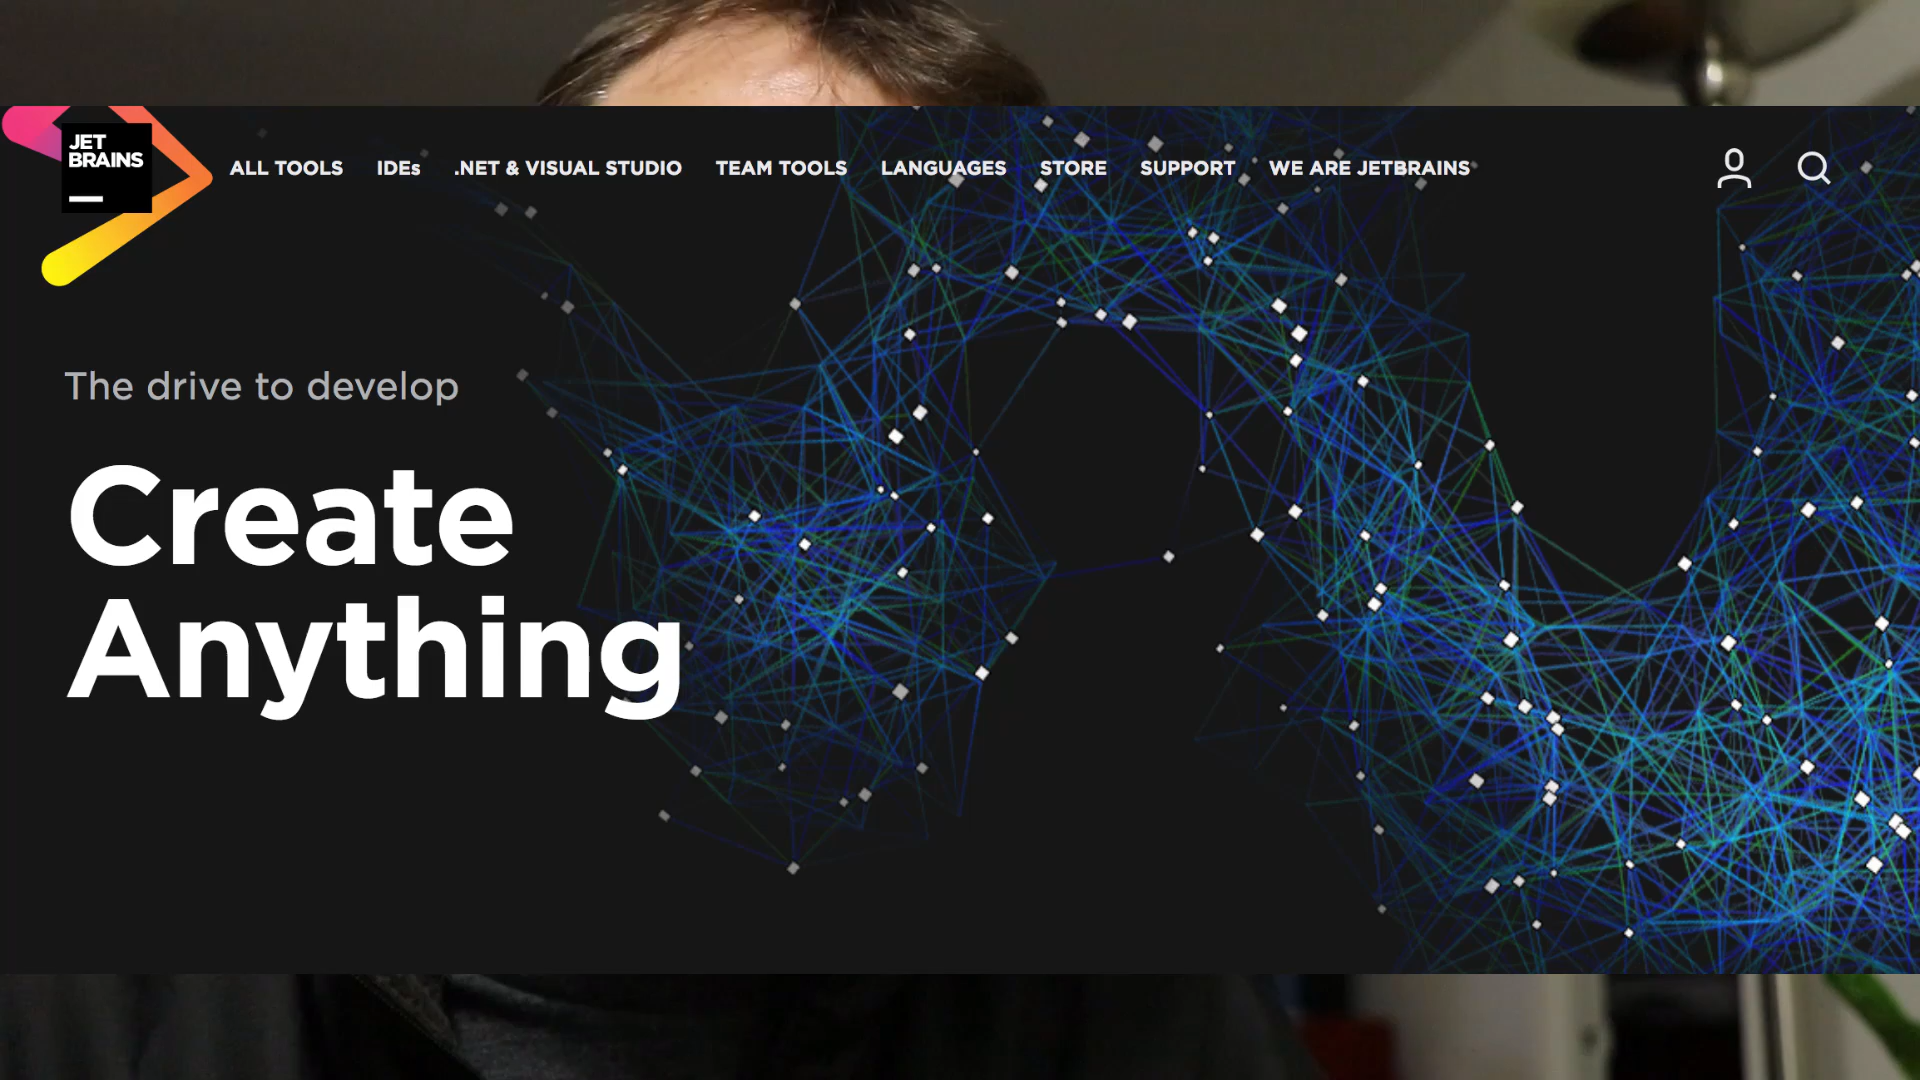 JET
BRAINS
ALL TOOLS IDEs .NET & VISUAL STUDIO TEAM TOOLS LANGUAGES STORE SUPPORT WE ARE JETBRAINS
The drive to develop
Create
Anything